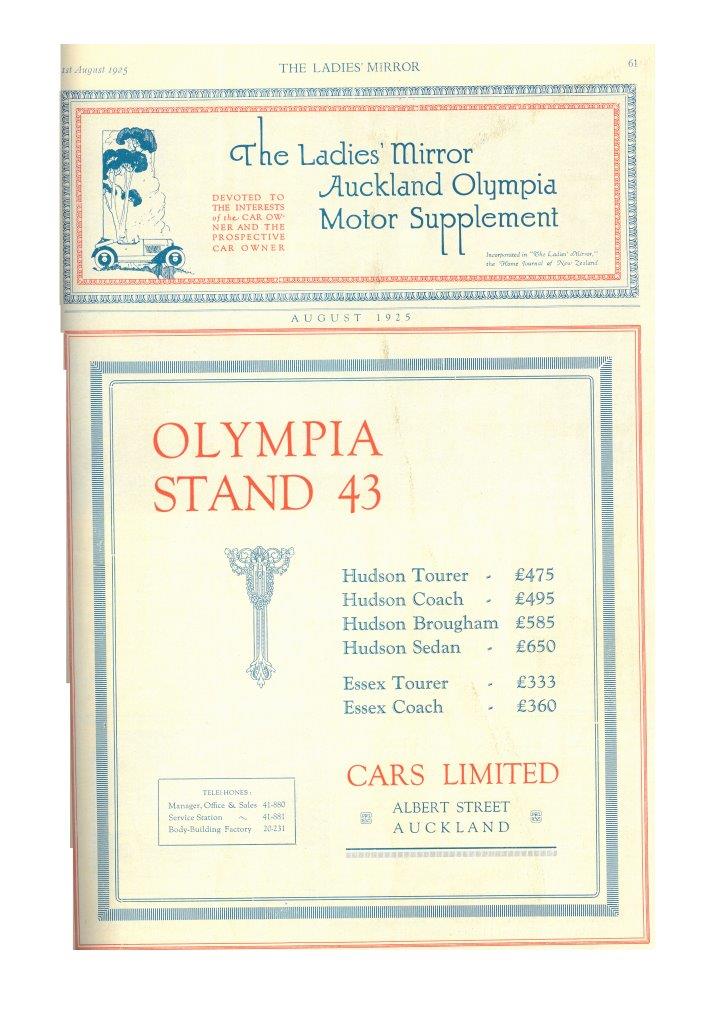 1st August 1925
THE LADIES' MIRROR
61
The Ladies' Mirror
Auckland Olympia
Motor Supplement
DEVOTED TO
THE INTERESTS
of the CAR OW-
NER AND THE
PROSPECTIVE
CAR OWNER
Incorporated in "The Ladies' Mirror,"
the Home Journal of New Zealand
AUGUST 1925
OLYMPIA
STAND 43
Hudson Tourer - £475
Hudson Coach - £495
Hudson Brougham £585
Hudson Sedan - £650
Essex Tourer - £333
Essex Coach - £360
CARS LIMITED
ALBERT STREET
AUCKLAND
TELEPHONES:
Manager, Office & Sales 41-880
Service Station ~ 41-881
Body-Building Factory 20-231